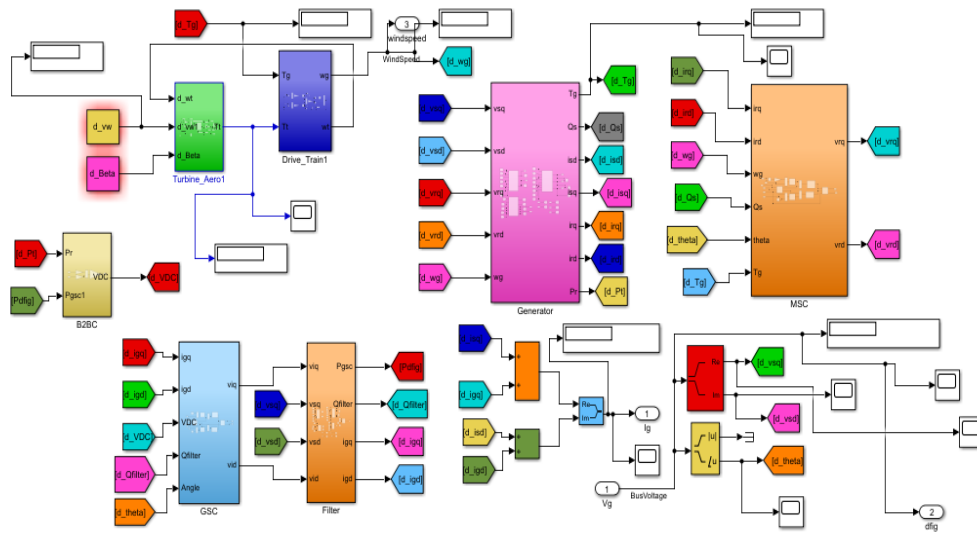 [d_Tg]
3
windspeed
WindSpeed
[d_wg]
d_vw
d_Beta
d_wt
d_vw1
d_Beta
Tt
Turbine_Aero1
Tg
Tt
wg
wt
Drive_Train1
[d_Pt]
[Pdfig]
Pr
Pgsc1
VDC
B2BC
[d_VDC]
[d_vsd]
[d_vrq]
[d_vrd]
[d_wg]
vsq
vsd
vrq
vrd
wg
Tg
Qs
isd
isq
irq
ird
Pr
Generator
[d_Tg]
[d_Qs]
[d_isd]
[d_isq]
[d_irq]
[d_Pt]
[d_irq]
[d_ird]
[d_wg]
[d_Qs]
[d_theta]
[d_Tg]
irq
ird
wg
Qs
theta
Tg
vrq
vrd
MSC
[d_vrq]
[d_vrd]
[d_igq]
[d_igd]
[d_VDC]
[d_Qfilter]
[d_theta]
igq
igd
VDC
Qfilter
Angle
viq
vid
GSC
[d_vsd]
viq
vsq
vsd
vid
Pgsc
Qfilter
igq
igd
Filter
[Pdfig]
[d_Qfilter]
[d_igq]
[d_igd]
[d_igq]
[d_isd]
[d_igd]
+
+
+
+
Re
Im
1
Ig
1
Vg
BusVoltage
Re
Im
|u|
∠u
[d_vsq]
[d_vsd]
[d_theta]
2
dfig